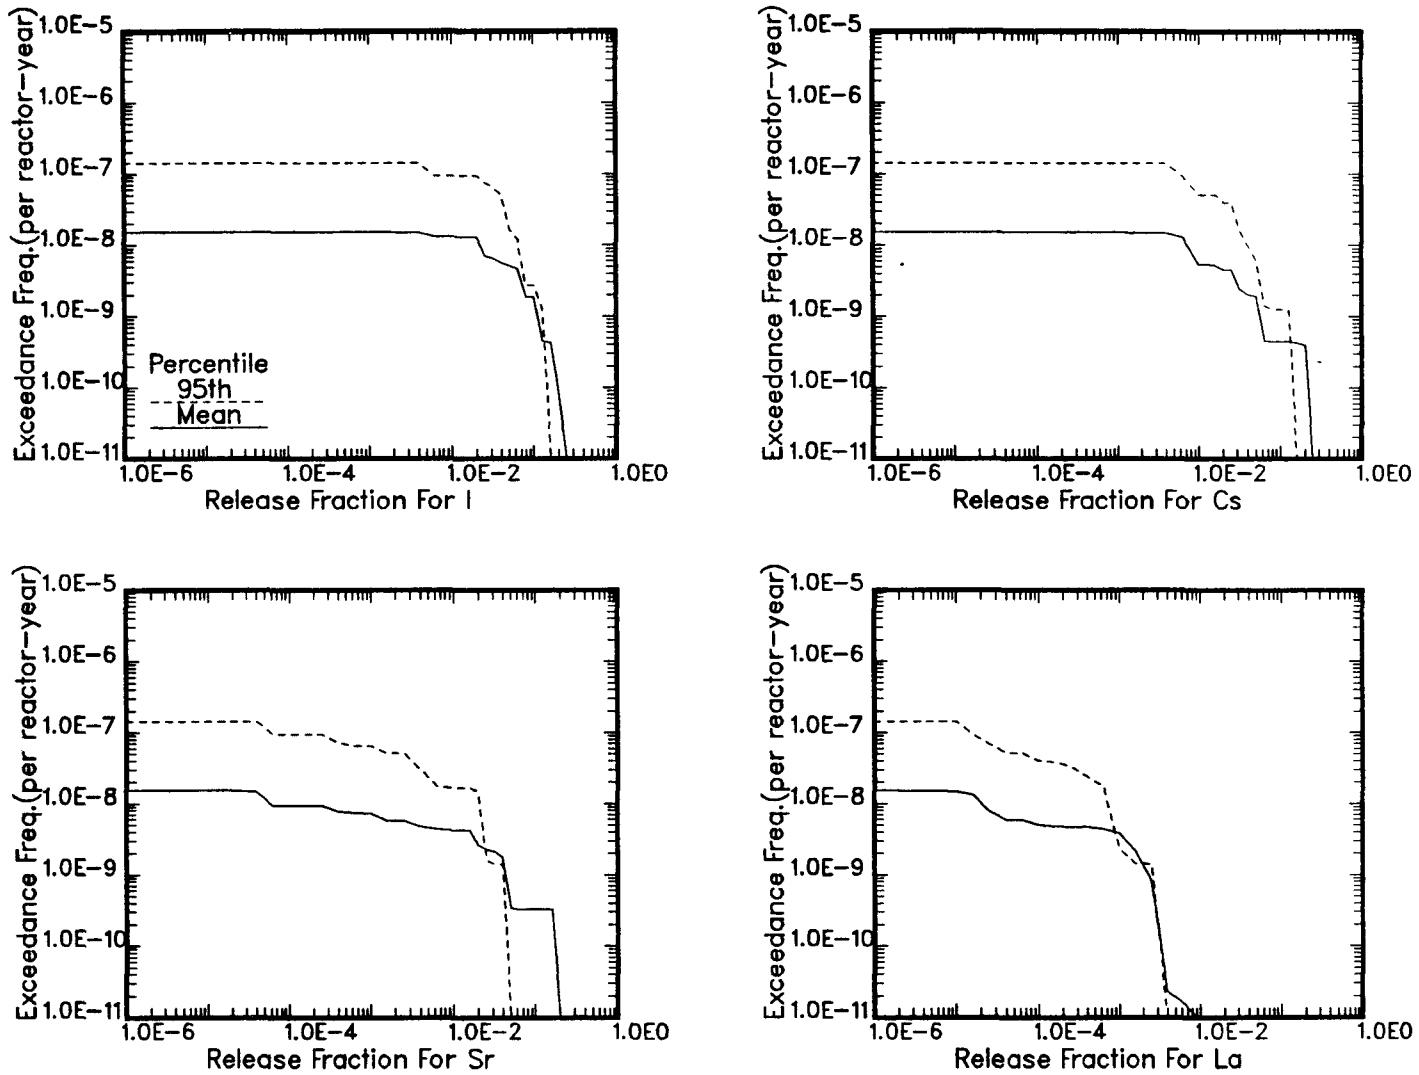 Exceedance Freq.(per reactor-year)
1.0E-5
1.0E-6
1.0E-7
1.0E-8
1.0E-9
1.0E-10
1.0E-11
Percentile
95th
Mean
1.0E-6
1.0E-4
1.0E-2
1.0E0
Release Fraction For I
Exceedance Freq.(per reactor-year)
1.0E-5
1.0E-6
1.0E-7
1.0E-8
1.0E-9
1.0E-10
1.0E-11
1.0E-6
1.0E-4
1.0E-2
1.0E0
Release Fraction For Cs
Exceedance Freq.(per reactor-year)
1.0E-5
1.0E-6
1.0E-7
1.0E-8
1.0E-9
1.0E-10
1.0E-11
1.0E-6
1.0E-4
1.0E-2
1.0E0
Release Fraction For Sr
Exceedance Freq.(per reactor-year)
1.0E-5
1.0E-6
1.0E-7
1.0E-8
1.0E-9
1.0E-10
1.0E-11
1.0E-6
1.0E-4
1.0E-2
1.0E0
Release Fraction For La